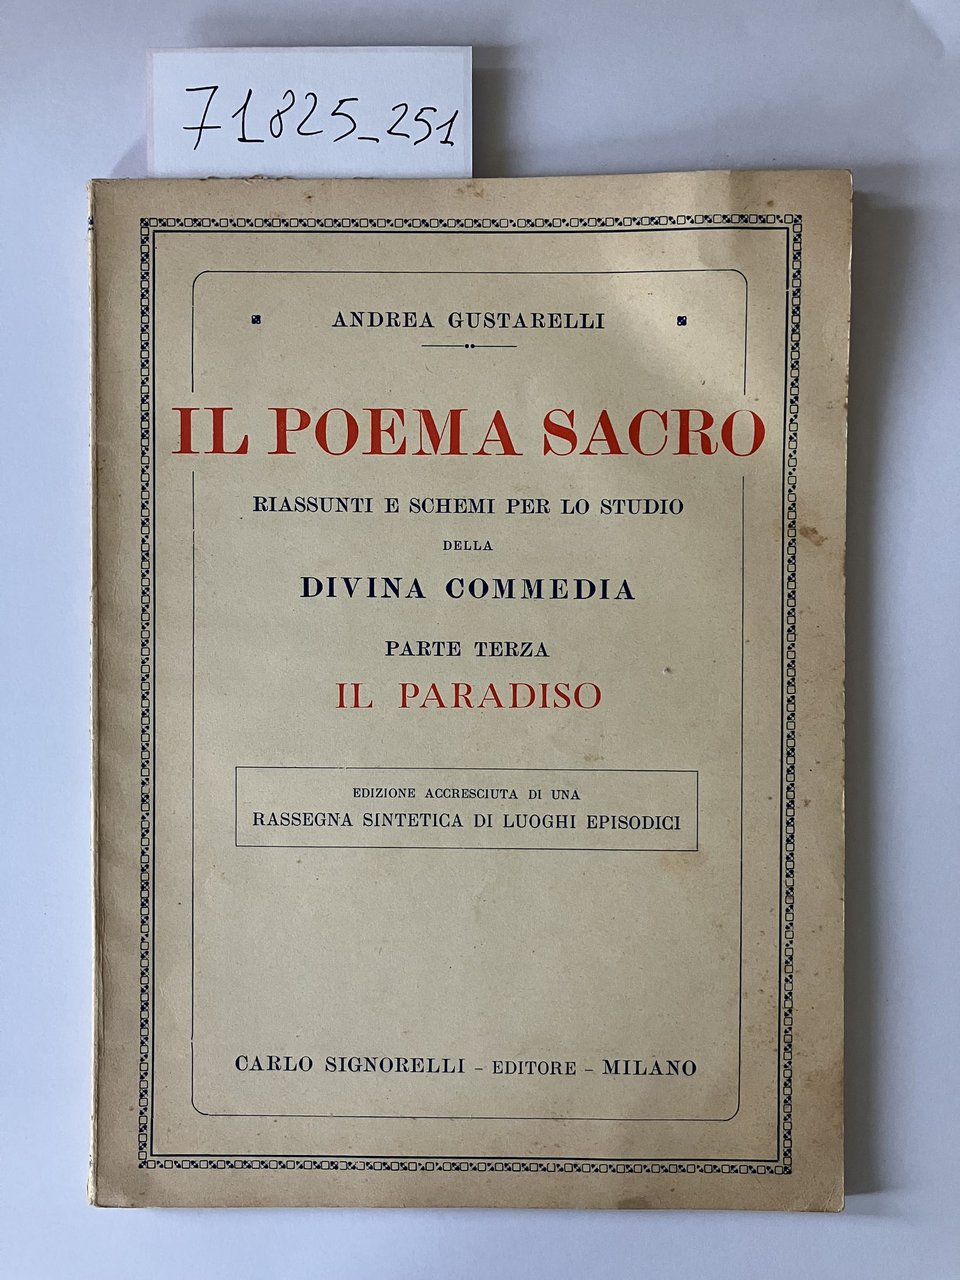 71825_251
ANDREA GUSTARELLI
IL POEMA SACRO
RIASSUNTI E SCHEMI PER LO STUDIO
DELLA
DIVINA COMMEDIA
PARTE TERZA
IL PARADISO
EDIZIONE ACCRESCIUTA DI UNA
RASSEGNA SINTETICA DI LUOGHI EPISODICI
CARLO SIGNORELLI - EDITORE - MILANO